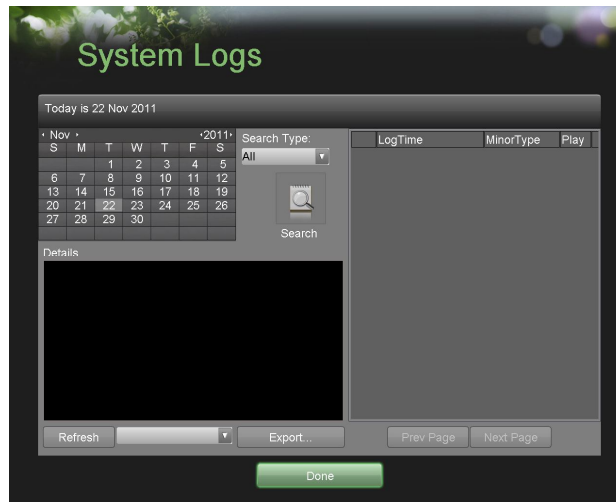 System Logs
Today is 22 Nov 2011
Nov 2011
S M T W T F S
1 2 3 4 5
6 7 8 9 10 11 12
13 14 15 16 17 18 19
20 21 22 23 24 25 26
27 28 29 30
Search Type:
All
Search
Details
LogTime MinorType Play
Refresh Export... Prev Page Next Page
Done